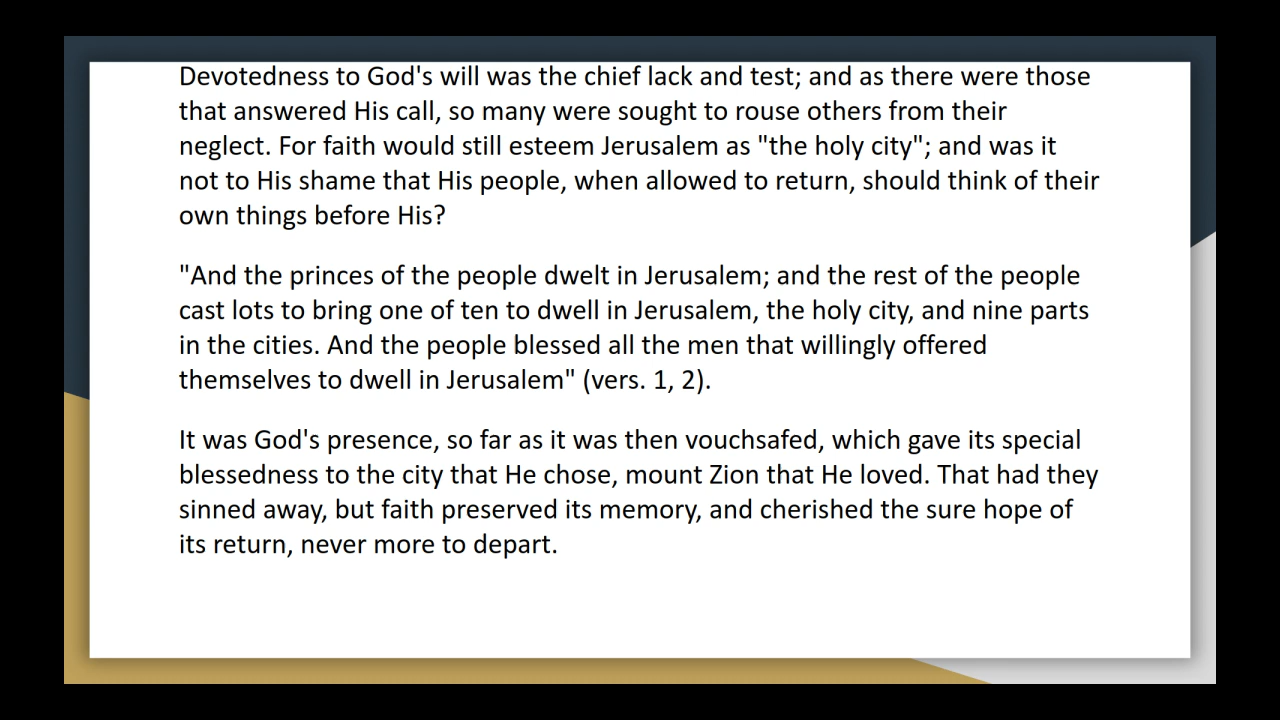 Devotedness to God's will was the chief lack and test; and as there were those
that answered His call, so many were sought to rouse others from their
neglect. For faith would still esteem Jerusalem as "the holy city"; and was it
not to His shame that His people, when allowed to return, should think of their
own things before His?
"And the princes of the people dwelt in Jerusalem; and the rest of the people
cast lots to bring one of ten to dwell in Jerusalem, the holy city, and nine parts
in the cities. And the people blessed all the men that willingly offered
themselves to dwell in Jerusalem" (vers. 1, 2).
It was God's presence, so far as it was then vouchsafed, which gave its special
blessedness to the city that He chose, mount Zion that He loved. That had they
sinned away, but faith preserved its memory, and cherished the sure hope of
its return, never more to depart.